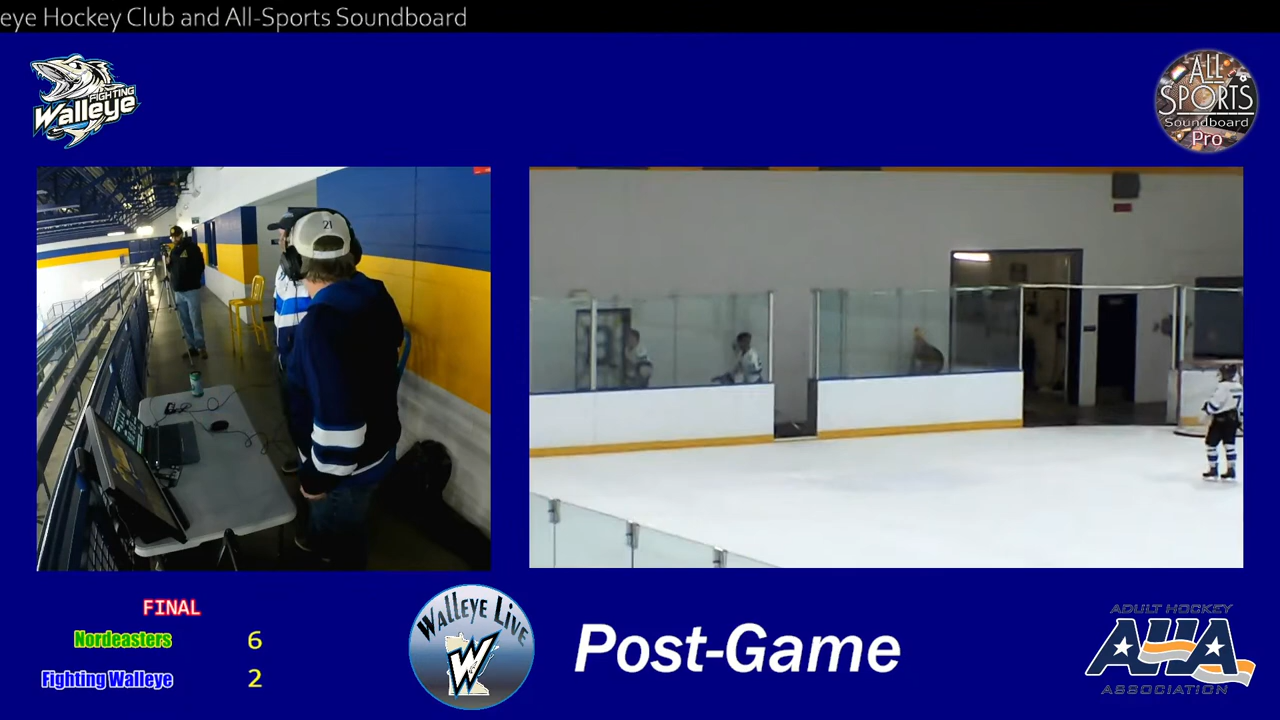 eye Hockey Club and All-Sports Soundboard
FIGHTING
Walleye
ALL
SPORTS
Soundboard
Pro
21
7
FINAL
Nordeasters 6
Fighting Walleye 2
WALLEYE LIVE
W
Post-Game
ADULT HOCKEY
AHA
ASSOCIATION